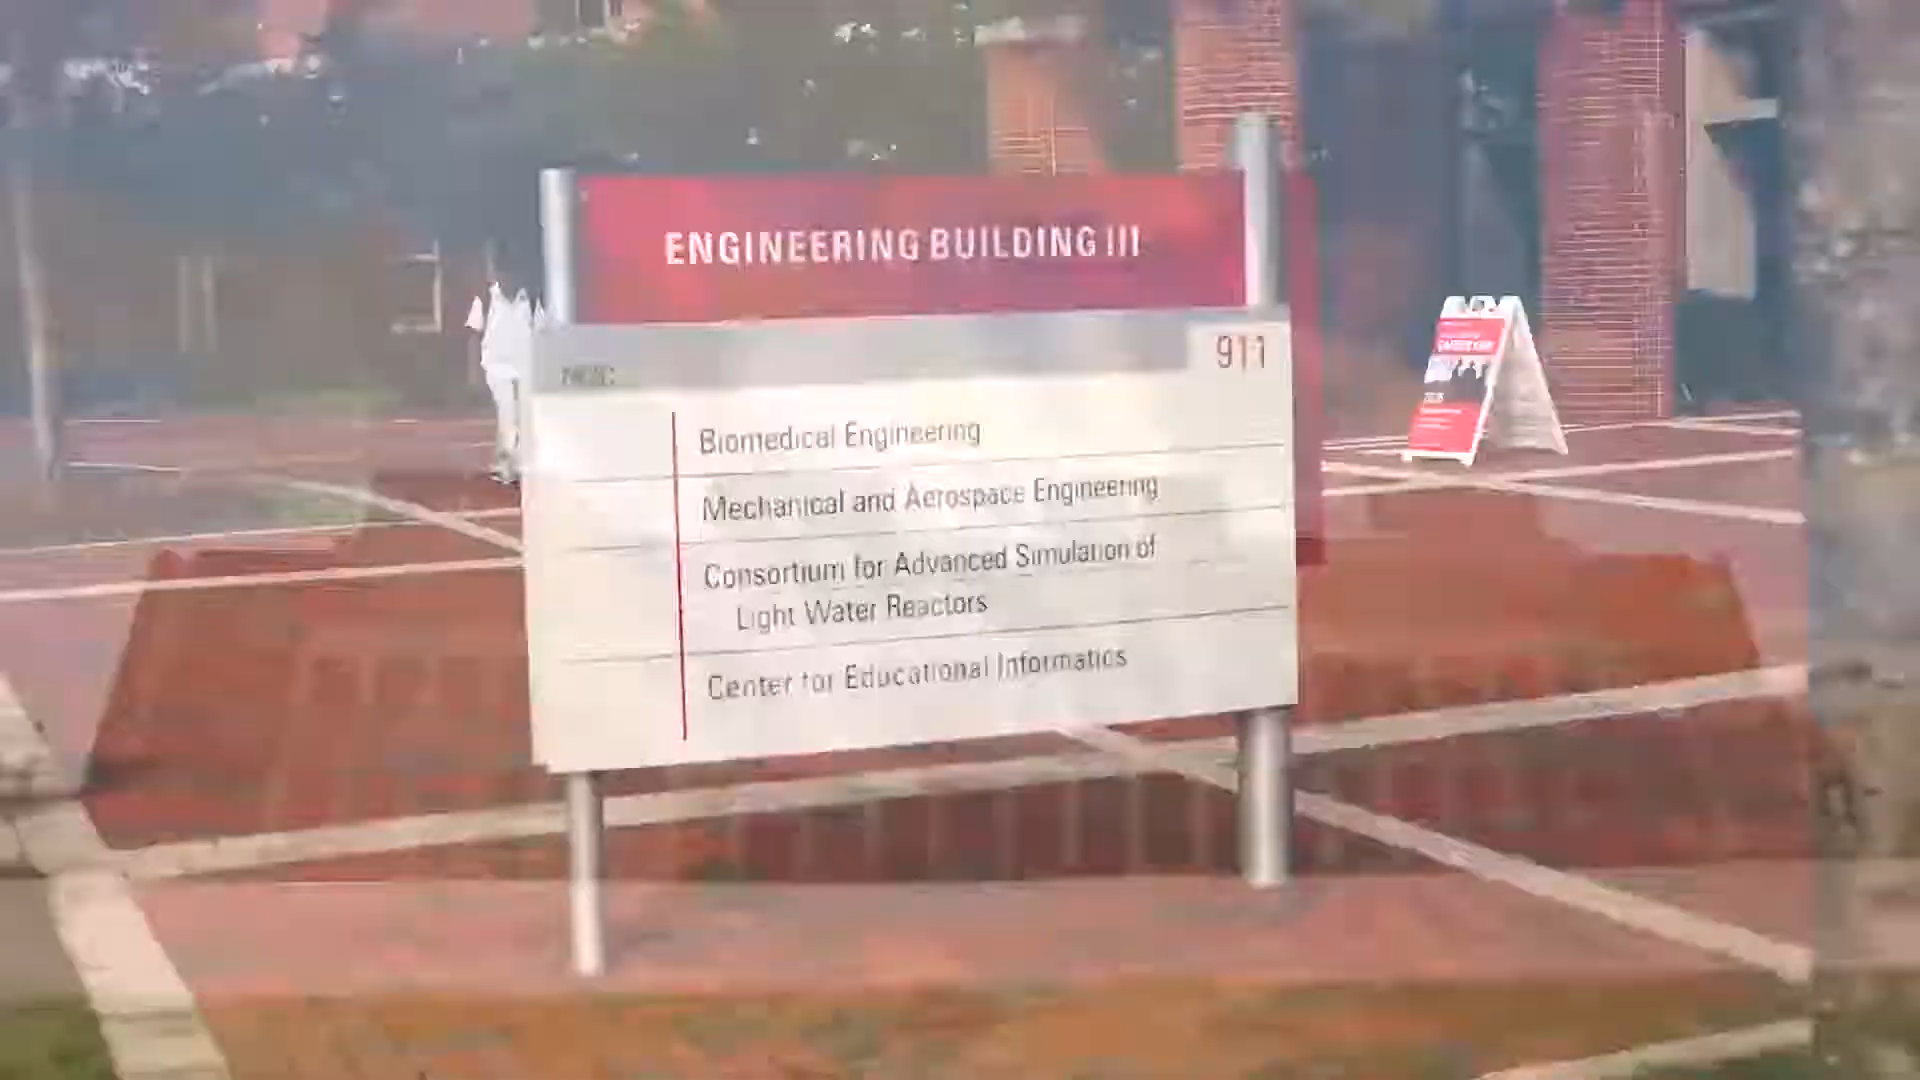 ENGINEERING BUILDING III
911
Biomedical Engineering
Mechanical and Aerospace Engineering
Consortium for Advanced Simulation of
Light Water Reactors
Center for Educational Informatics